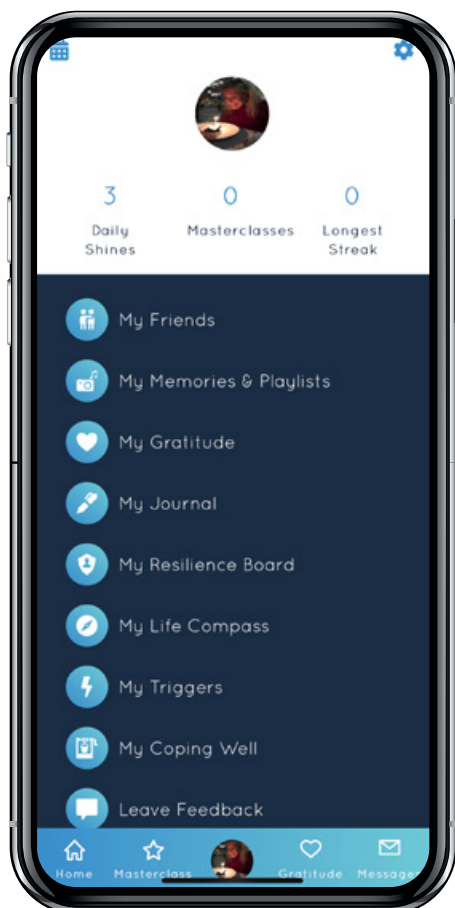 3
0
0
Daily
Shines
Masterclasses
Longest
Streak
My Friends
My Memories & Playlists
My Gratitude
My Journal
My Resilience Board
My Life Compass
My Triggers
My Coping Well
Leave Feedback
Home
Masterclass
Gratitude
Messages